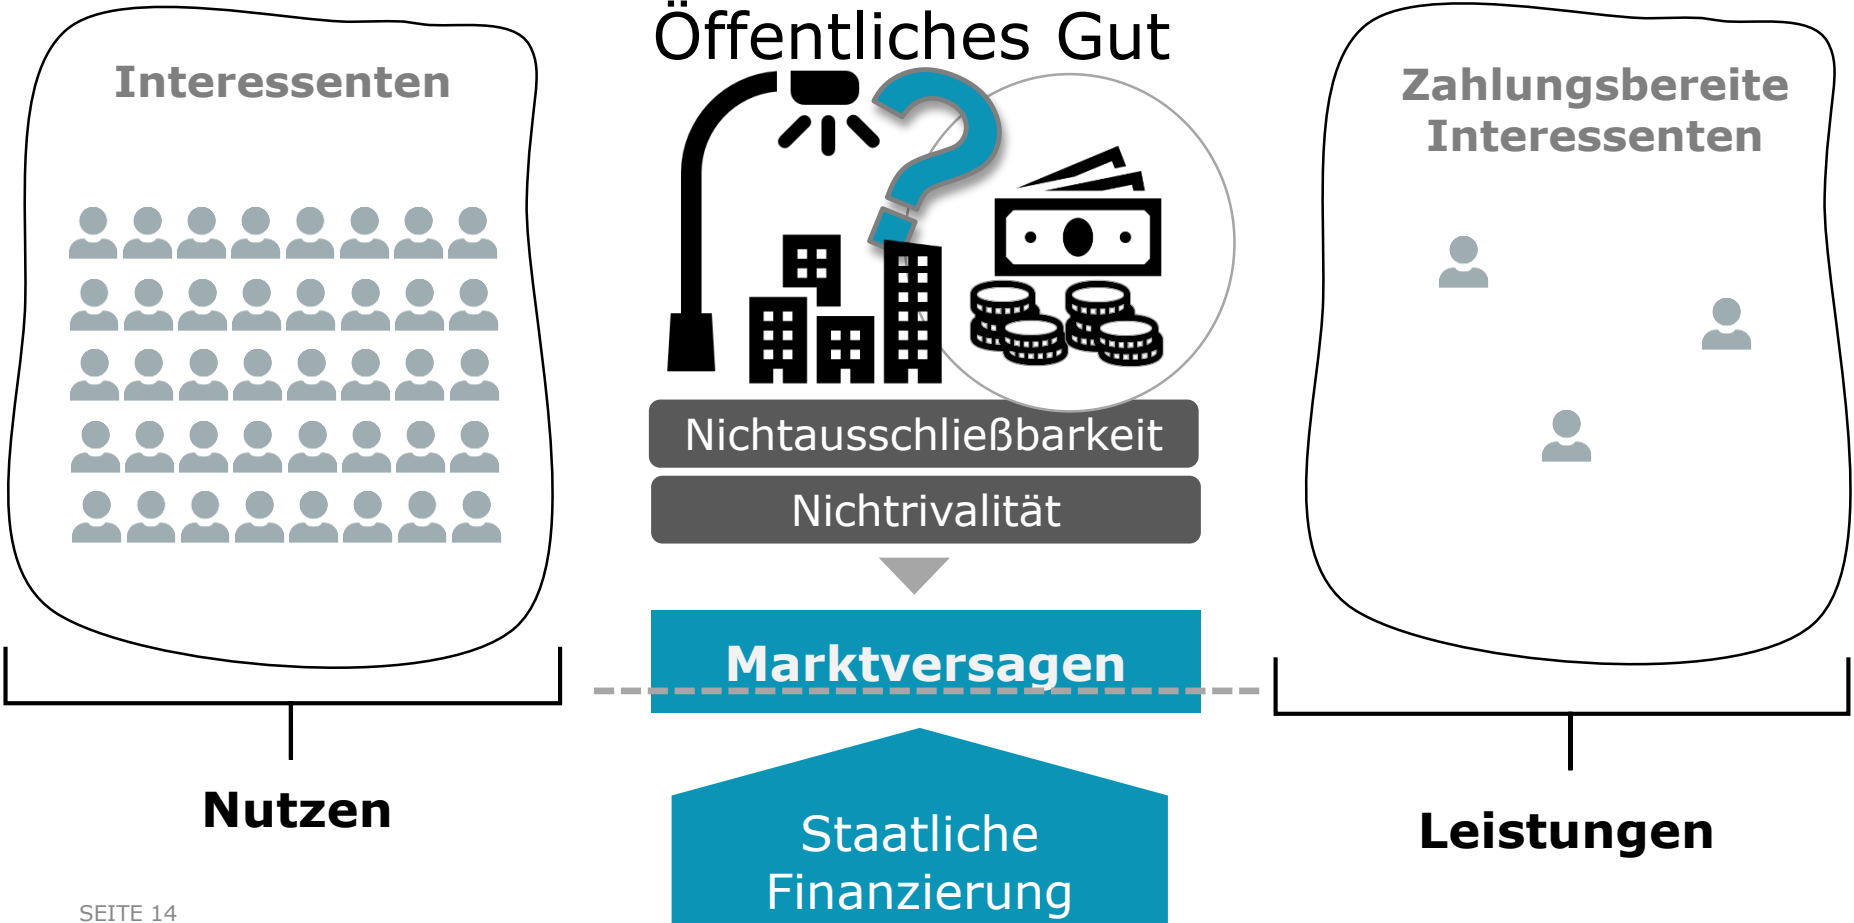 Öffentliches Gut
Interessenten
Zahlungsbereite
Interessenten
Nichtausschließbarkeit
Nichtrivalität
Marktversagen
Nutzen
Leistungen
Staatliche
Finanzierung
SEITE 14